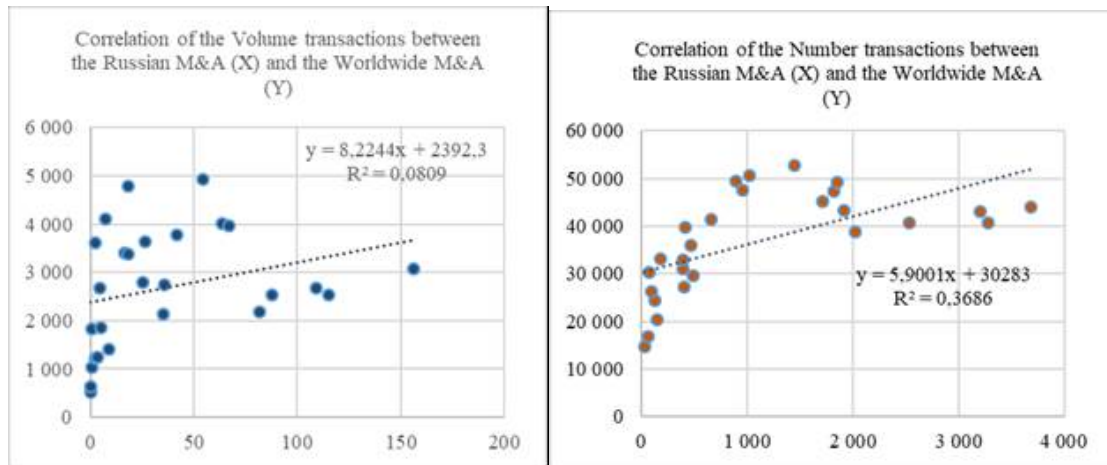 Correlation of the Volume transactions between
the Russian M&A (X) and the Worldwide M&A
(Y)
6 000
5 000
4 000
3 000
2 000
1 000
0
y = 8,2244x + 2392,3
R² = 0,0809
0 50 100 150 200
Correlation of the Number transactions between
the Russian M&A (X) and the Worldwide M&A
(Y)
60 000
50 000
40 000
30 000
20 000
10 000
0
y = 5,9001x + 30283
R² = 0,3686
0 1 000 2 000 3 000 4 000